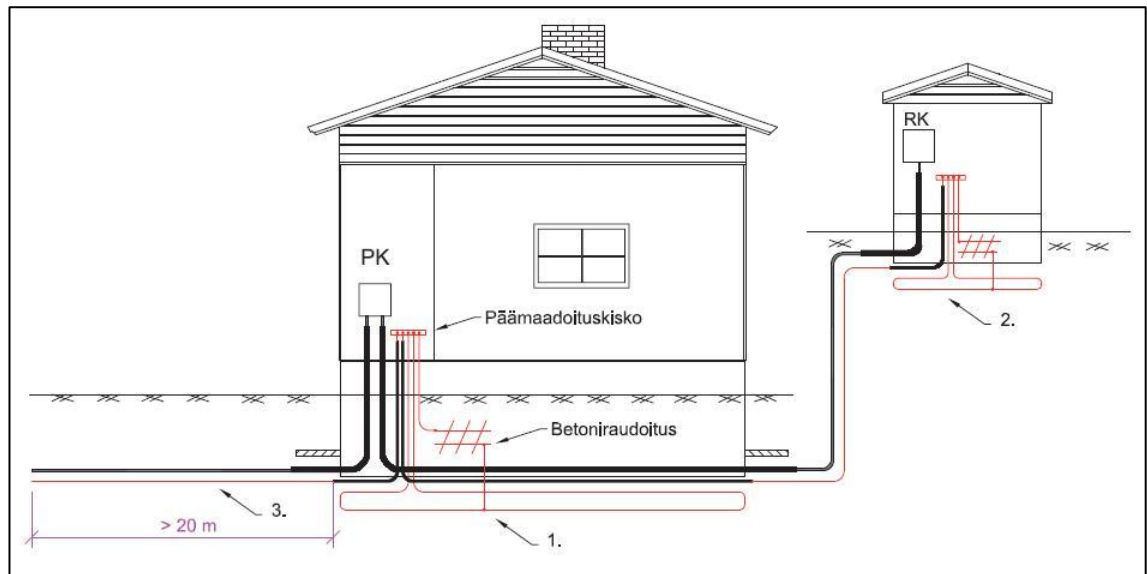 RK
PK
Päämaadoituskisko
2.
Betoniraudoitus
3.
> 20 m
1.